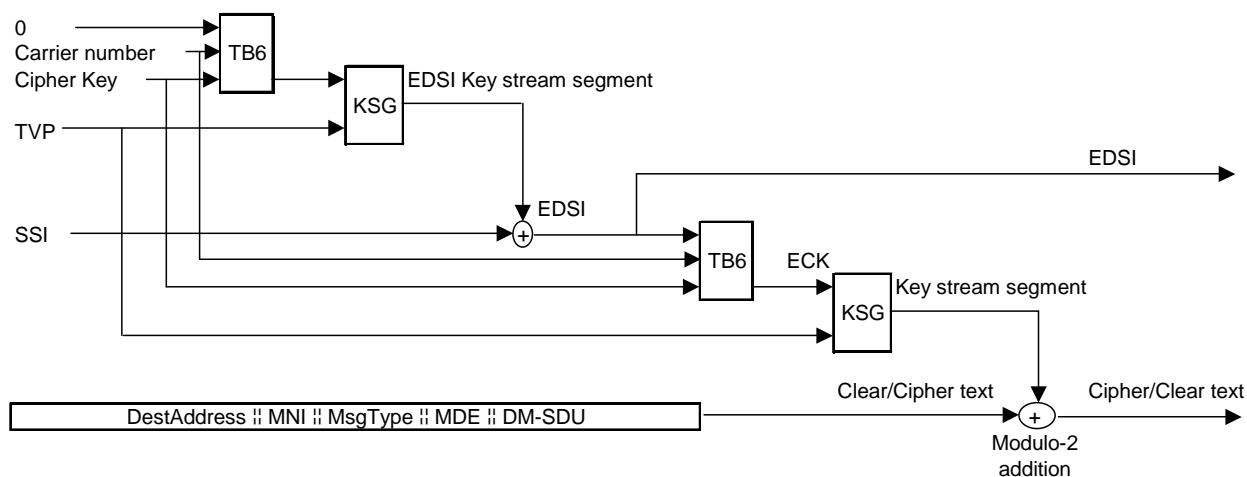 0
Carrier number
Cipher Key
TB6
EDSI Key stream segment
KSG
TVP
EDSI
EDSI
SSI
+
TB6
ECK
Key stream segment
KSG
Clear/Cipher text
Cipher/Clear text
DestAddress ¦¦ MNI ¦¦ MsgType ¦¦ MDE ¦¦ DM-SDU
+
Modulo-2
addition